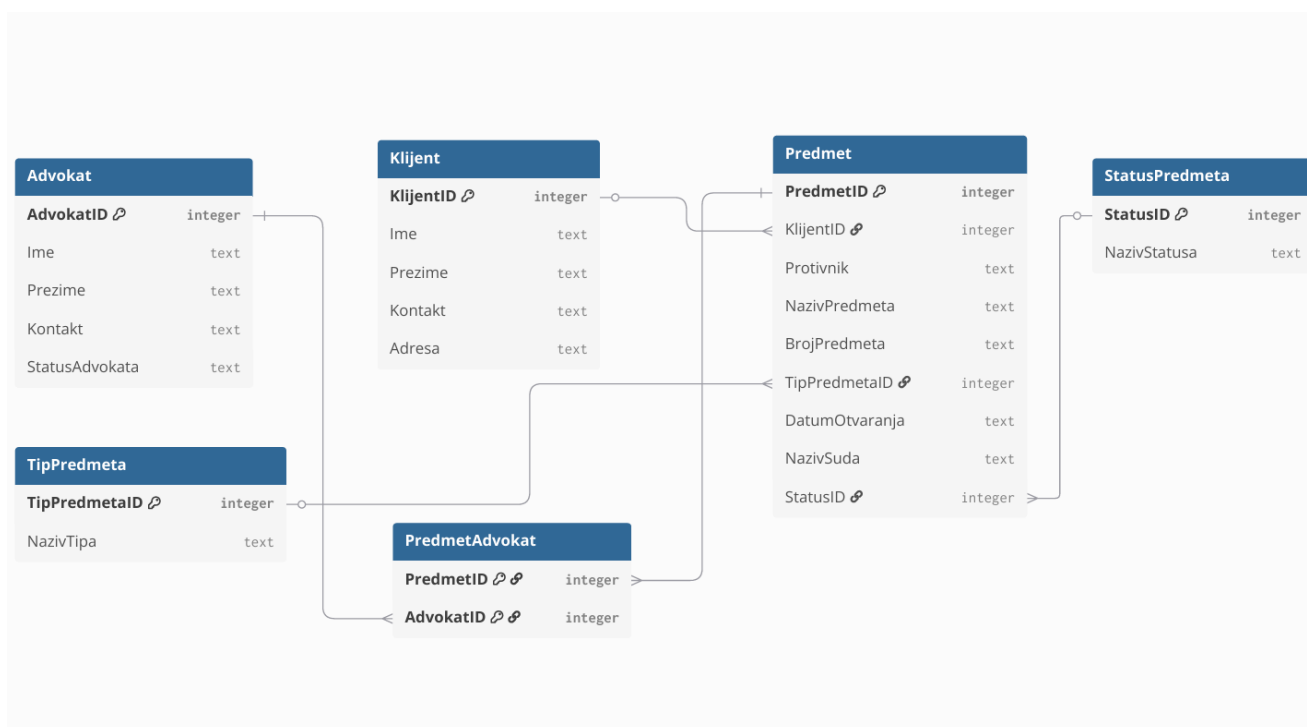 Advokat
AdvokatID integer
Ime text
Prezime text
Kontakt text
StatusAdvokata text
Klijent
KlijentID integer
Ime text
Prezime text
Kontakt text
Adresa text
Predmet
PredmetID integer
KlijentID integer
Protivnik text
NazivPredmeta text
BrojPredmeta text
TipPredmetaID integer
DatumOtvaranja text
NazivSuda text
StatusID integer
StatusPredmeta
StatusID integer
NazivStatusa text
TipPredmeta
TipPredmetaID integer
NazivTipa text
PredmetAdvokat
PredmetID integer
AdvokatID integer